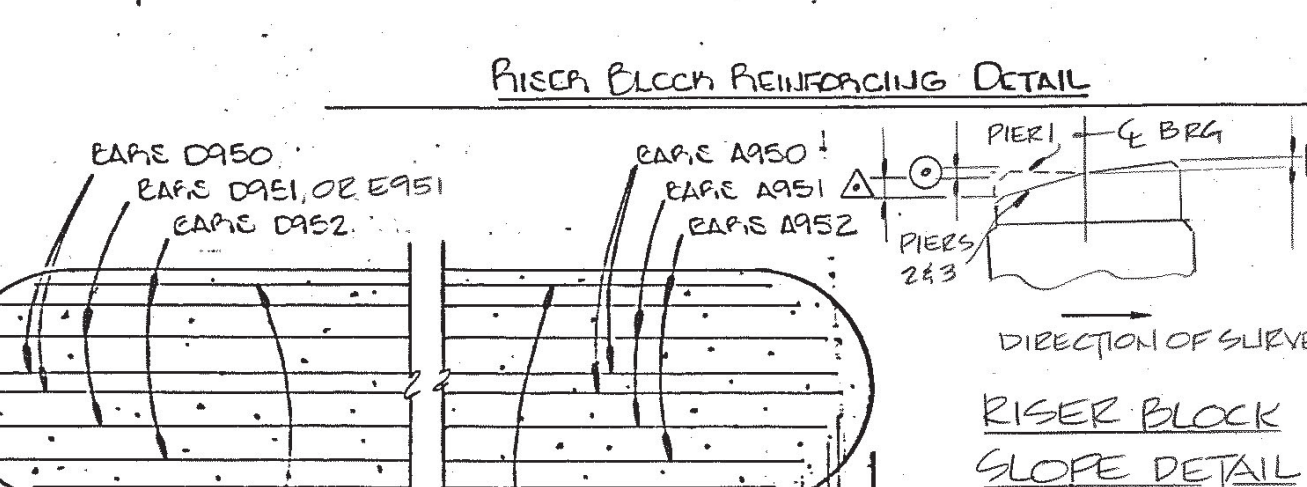 RISER BLOCK REINFORCING DETAIL
BARS D950
BARS D951, OR E951
BARS D952
BARS A950
BARS A951
BARS A952
PIER 1
℄ BRG
PIERS
2&3
DIRECTION OF SURVE
RISER BLOCK
SLOPE DETAIL